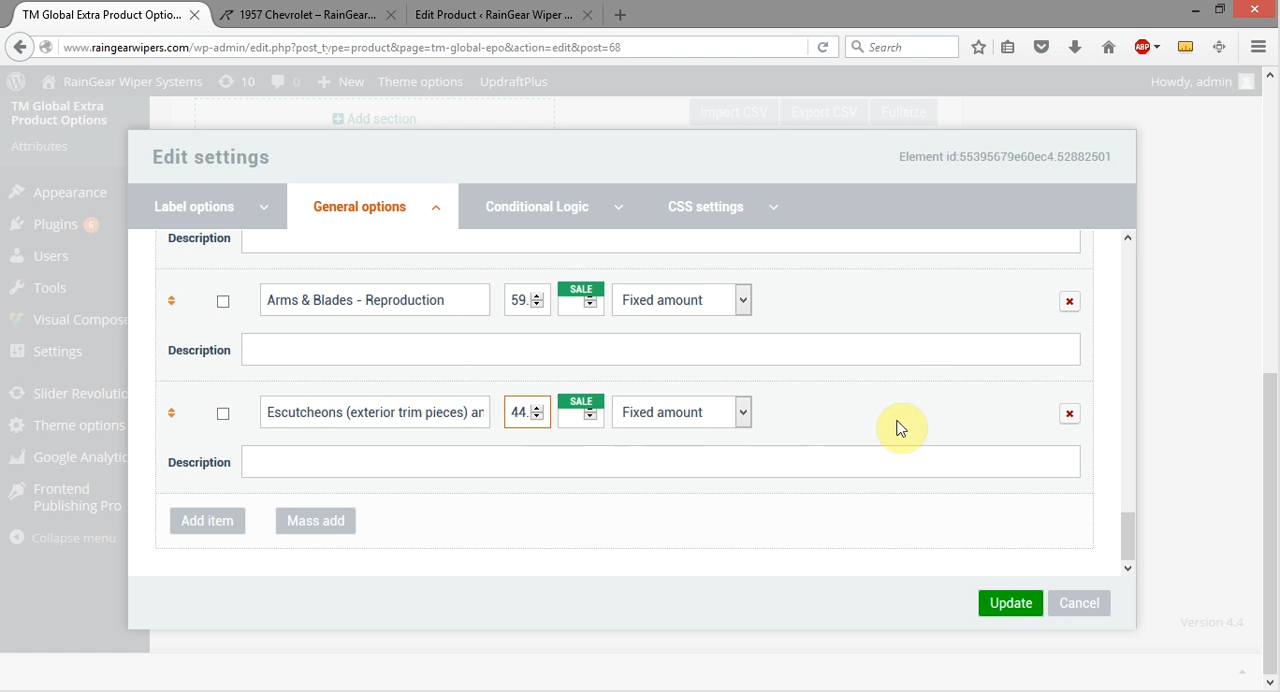 TM Global Extra Product Optio...
1957 Chevrolet – RainGear...
Edit Product ‹ RainGear Wiper ...
www.raingearwipers.com/wp-admin/edit.php?post_type=product&page=tm-global-epo&action=edit&post=68
Search
ABP
RainGear Wiper Systems
10
0
New
Theme options
UpdraftPlus
Howdy, admin
TM Global Extra
Product Options
Attributes
Appearance
Plugins 6
Users
Tools
Visual Compose
Settings
Slider Revolutio
Theme options
Google Analytic
Frontend
Publishing Pro
Collapse menu
Add section
Import CSV
Export CSV
Fullsize
Edit settings
Element id:55395679e60ec4.52882501
Label options
General options
Conditional Logic
CSS settings
Description
Arms & Blades - Reproduction
59.
SALE
Fixed amount
Description
Escutcheons (exterior trim pieces) an
44.
SALE
Fixed amount
Description
Add item
Mass add
Update
Cancel
Version 4.4